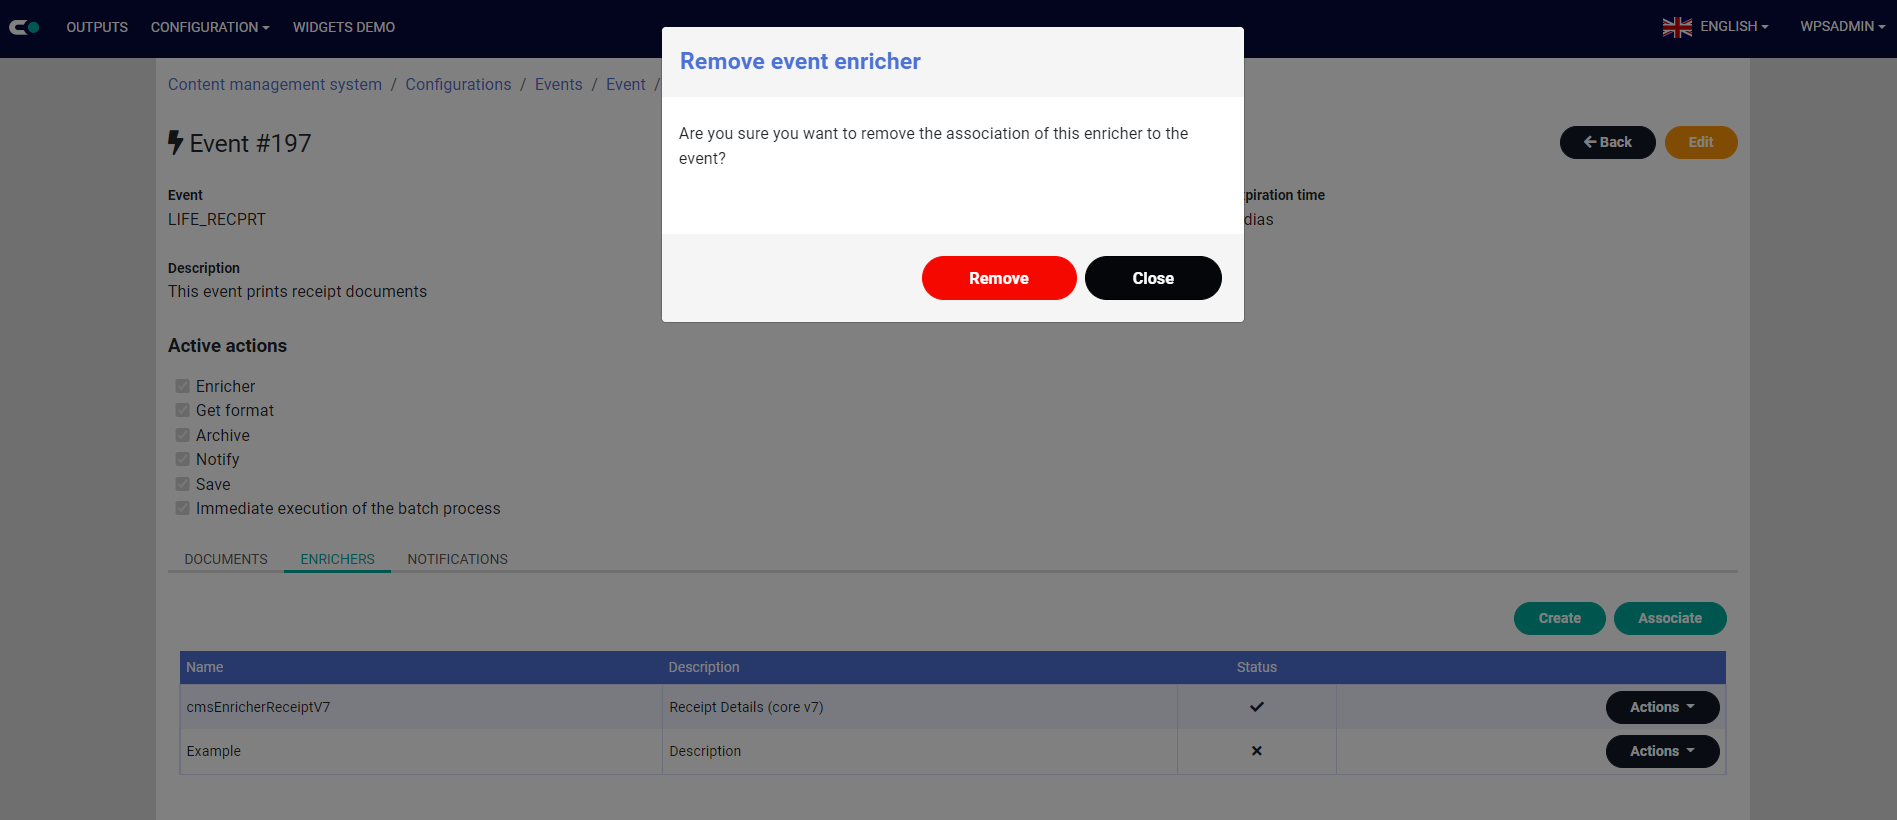 OUTPUTS CONFIGURATION WIDGETS DEMO ENGLISH WPSADMIN
Remove event enricher
Content management system / Configurations / Events / Event /
Are you sure you want to remove the association of this enricher to the
event?
Event #197
Back Edit
Event
LIFE_RECPRT
piration time
dias
Remove Close
Description
This event prints receipt documents
Active actions
Enricher
Get format
Archive
Notify
Save
Immediate execution of the batch process
DOCUMENTS ENRICHERS NOTIFICATIONS
Create Associate
Name Description Status
cmsEnricherReceiptV7 Receipt Details (core v7) Actions
Example Description Actions